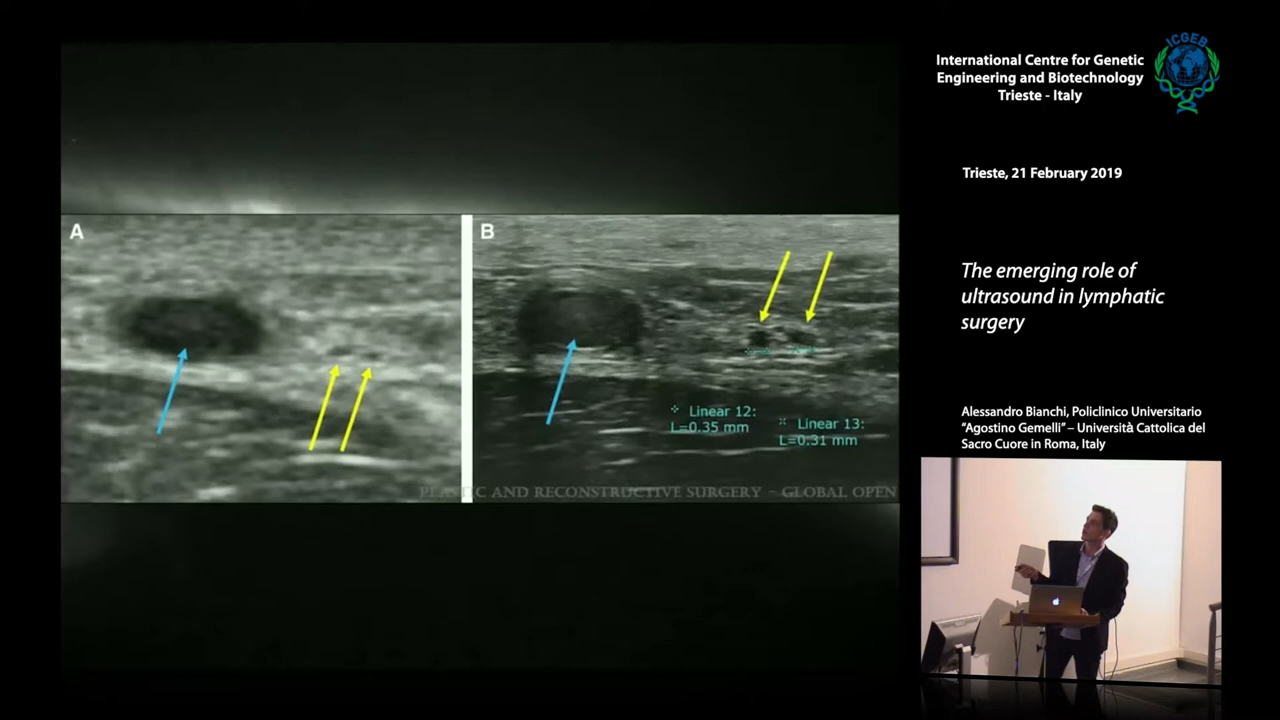 A
B
Linear 12:
L=0.35 mm
Linear 13:
L=0.31 mm
PLASTIC AND RECONSTRUCTIVE SURGERY - GLOBAL OPEN
ICGEB
International Centre for Genetic
Engineering and Biotechnology
Trieste - Italy
Trieste, 21 February 2019
The emerging role of
ultrasound in lymphatic
surgery
Alessandro Bianchi, Policlinico Universitario
“Agostino Gemelli” – Università Cattolica del
Sacro Cuore in Roma, Italy